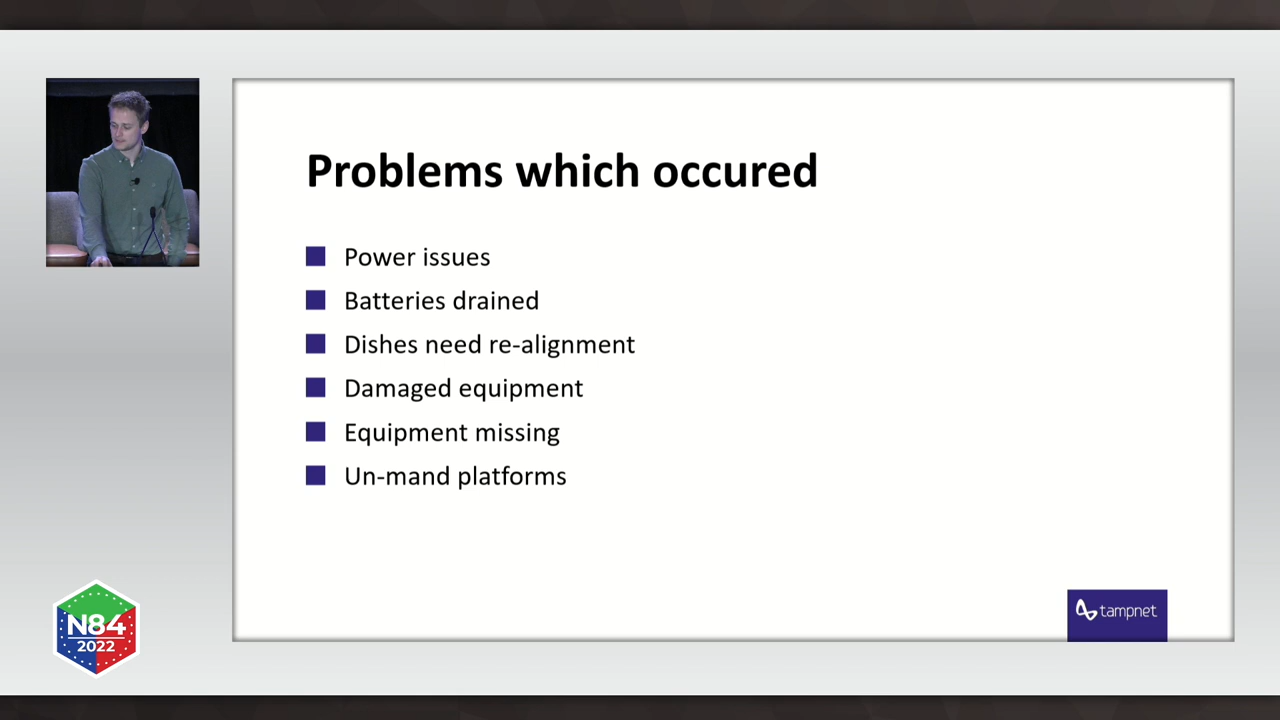 Problems which occured
Power issues
Batteries drained
Dishes need re-alignment
Damaged equipment
Equipment missing
Un-mand platforms
tampnet
N84
2022